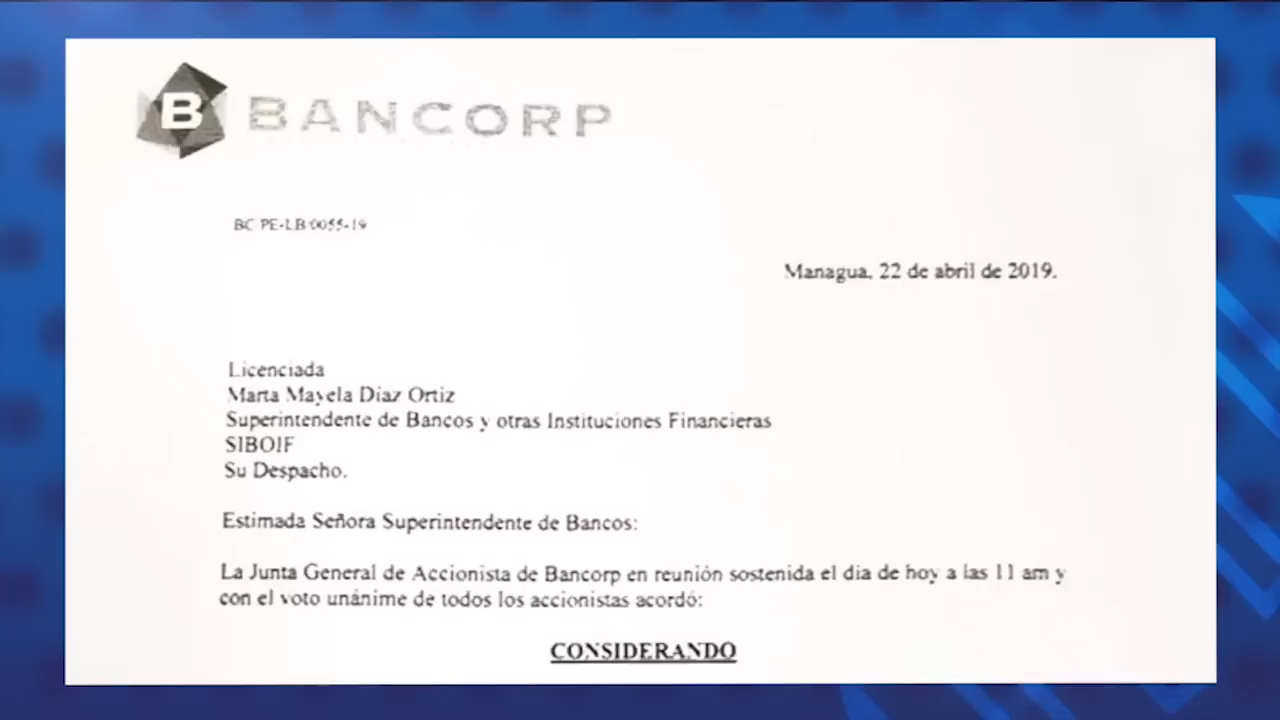 B BANCORP
BC/PE-LB/0055-19
Managua, 22 de abril de 2019.
Licenciada
Marta Mayela Díaz Ortiz
Superintendente de Bancos y otras Instituciones Financieras
SIBOIF
Su Despacho.
Estimada Señora Superintendente de Bancos:
La Junta General de Accionista de Bancorp en reunión sostenida el dia de hoy a las 11 am y
con el voto unánime de todos los accionistas acordó:
CONSIDERANDO